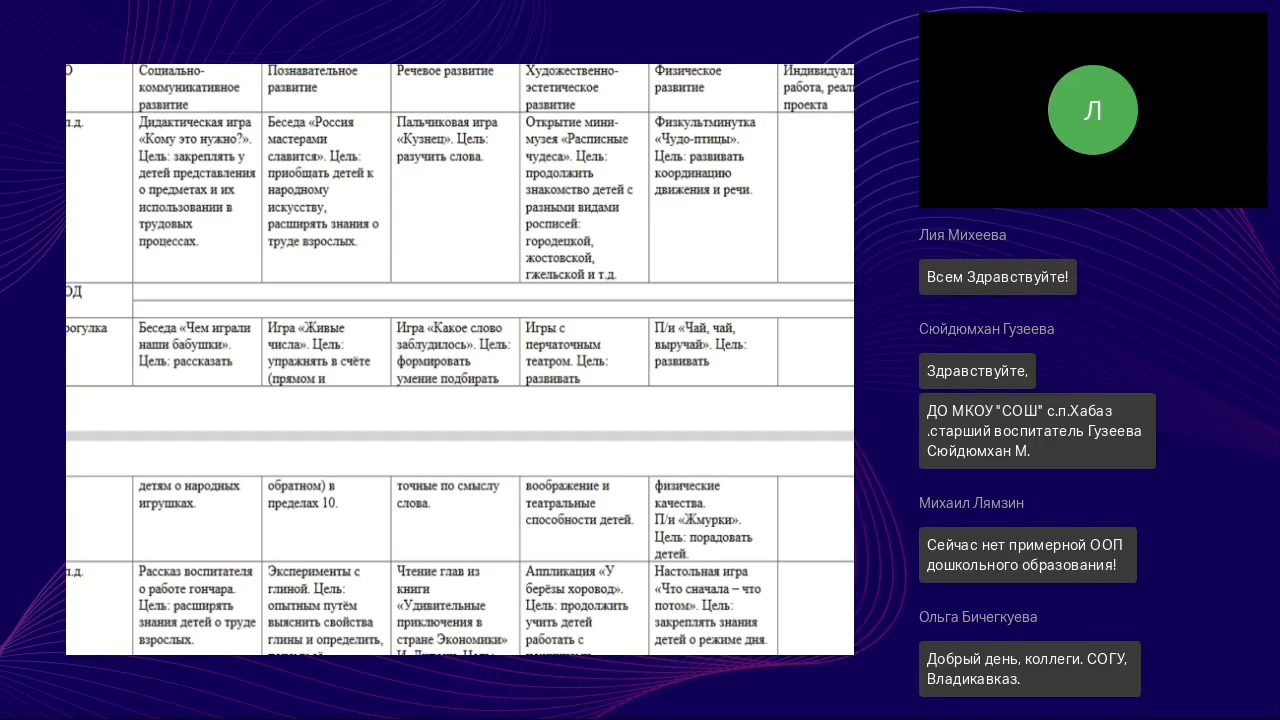 О
Социально-
коммуникативное
развитие
Познавательное
развитие
Речевое развитие
Художественно-
эстетическое
развитие
Физическое
развитие
Индивидуал
работа, реал
проекта
п.д.
Дидактическая игра
«Кому это нужно?».
Цель: закреплять у
детей представления
о предметах и их
использовании в
трудовых
процессах.
Беседа «Россия
мастерами
славится». Цель:
приобщать детей к
народному
искусству,
расширять знания о
труде взрослых.
Пальчиковая игра
«Кузнец». Цель:
разучить слова.
Открытие мини-
музея «Расписные
чудеса». Цель:
продолжить
знакомство детей с
разными видами
росписей:
городецкой,
жостовской,
гжельской и т.д.
Физкультминутка
«Чудо-птицы».
Цель: развивать
координацию
движения и речи.
ОД
рогулка
Беседа «Чем играли
наши бабушки».
Цель: рассказать
Игра «Живые
числа». Цель:
упражнять в счёте
(прямом и
Игра «Какое слово
заблудилось». Цель:
формировать
умение подбирать
Игры с
перчаточным
театром. Цель:
развивать
П/и «Чай, чай,
выручай». Цель:
развивать
детям о народных
игрушках.
обратном) в
пределах 10.
точные по смыслу
слова.
воображение и
театральные
способности детей.
физические
качества.
П/и «Жмурки».
Цель: порадовать
детей.
п.д.
Рассказ воспитателя
о работе гончара.
Цель: расширять
знания детей о труде
взрослых.
Эксперименты с
глиной. Цель:
опытным путём
выяснить свойства
глины и определить,
Чтение глав из
книги
«Удивительные
приключения в
стране Экономики»
Аппликация «У
берёзы хоровод».
Цель: продолжить
учить детей
работать с
Настольная игра
«Что сначала – что
потом». Цель:
закреплять знания
детей о режиме дня.
Л
Лия Михеева
Всем Здравствуйте!
Сюйдюмхан Гузеева
Здравствуйте,
ДО МКОУ "СОШ" с.п.Хабаз
.старший воспитатель Гузеева
Сюйдюмхан М.
Михаил Лямзин
Сейчас нет примерной ООП
дошкольного образования!
Ольга Бичегкуева
Добрый день, коллеги. СОГУ,
Владикавказ.